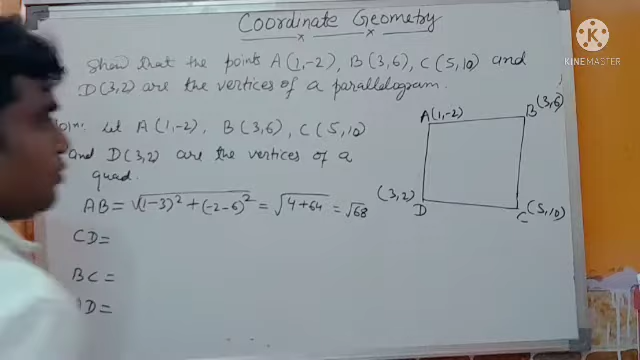 Coordinate Geometry
KINEMASTER
Show that the points A(1,-2), B(3,6), C(5,10) and
D(3,2) are the vertices of a parallelogram.
Let A(1,-2), B(3,6), C(5,10)
and D(3,2) are the vertices of a
quad.
AB = √(1-3)² + (-2-6)² = √4+64 = √68
CD =
BC =
D =
A(1,-2)
B(3,6)
(3,2)
D
C(5,10)